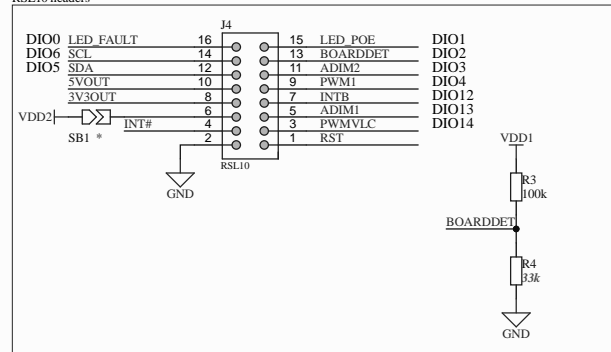 RSL10 headers
J4
DIO0 LED_FAULT 16 15 LED_POE DIO1
DIO6 SCL 14 13 BOARDDET DIO2
DIO5 SDA 12 11 ADIM2 DIO3
5VOUT 10 9 PWM1 DIO4
3V3OUT 8 7 INTB DIO12
VDD2 6 5 ADIM1 DIO13
INT# 4 3 PWMVLC DIO14
SB1 * 2 1 RST
RSL10
GND
VDD1
R3
100k
BOARDDET
R4
33k
GND